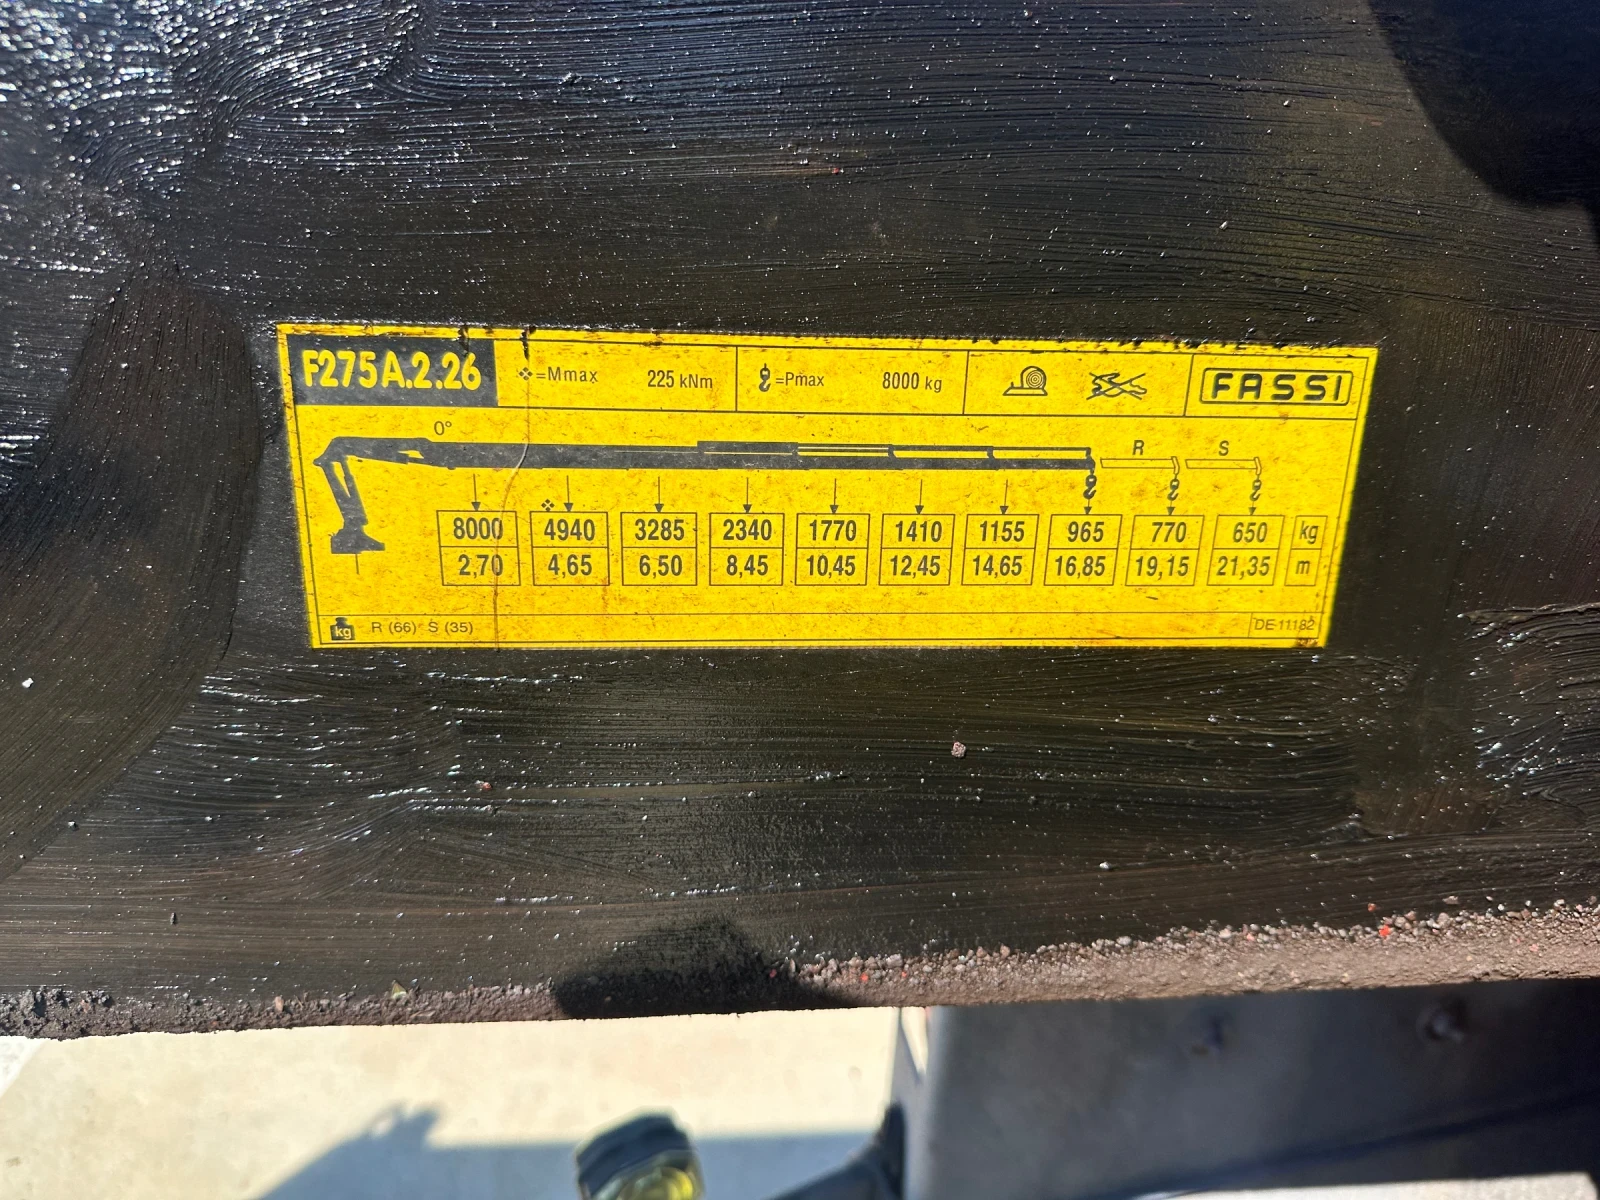 F275A.2.26 =Mmax 225 kNm =Pmax 8000 kg FASSI
0°
R S
8000 4940 3285 2340 1770 1410 1155 965 770 650 kg
2,70 4,65 6,50 8,45 10,45 12,45 14,65 16,85 19,15 21,35 m
kg R (66) S (35) DE11182